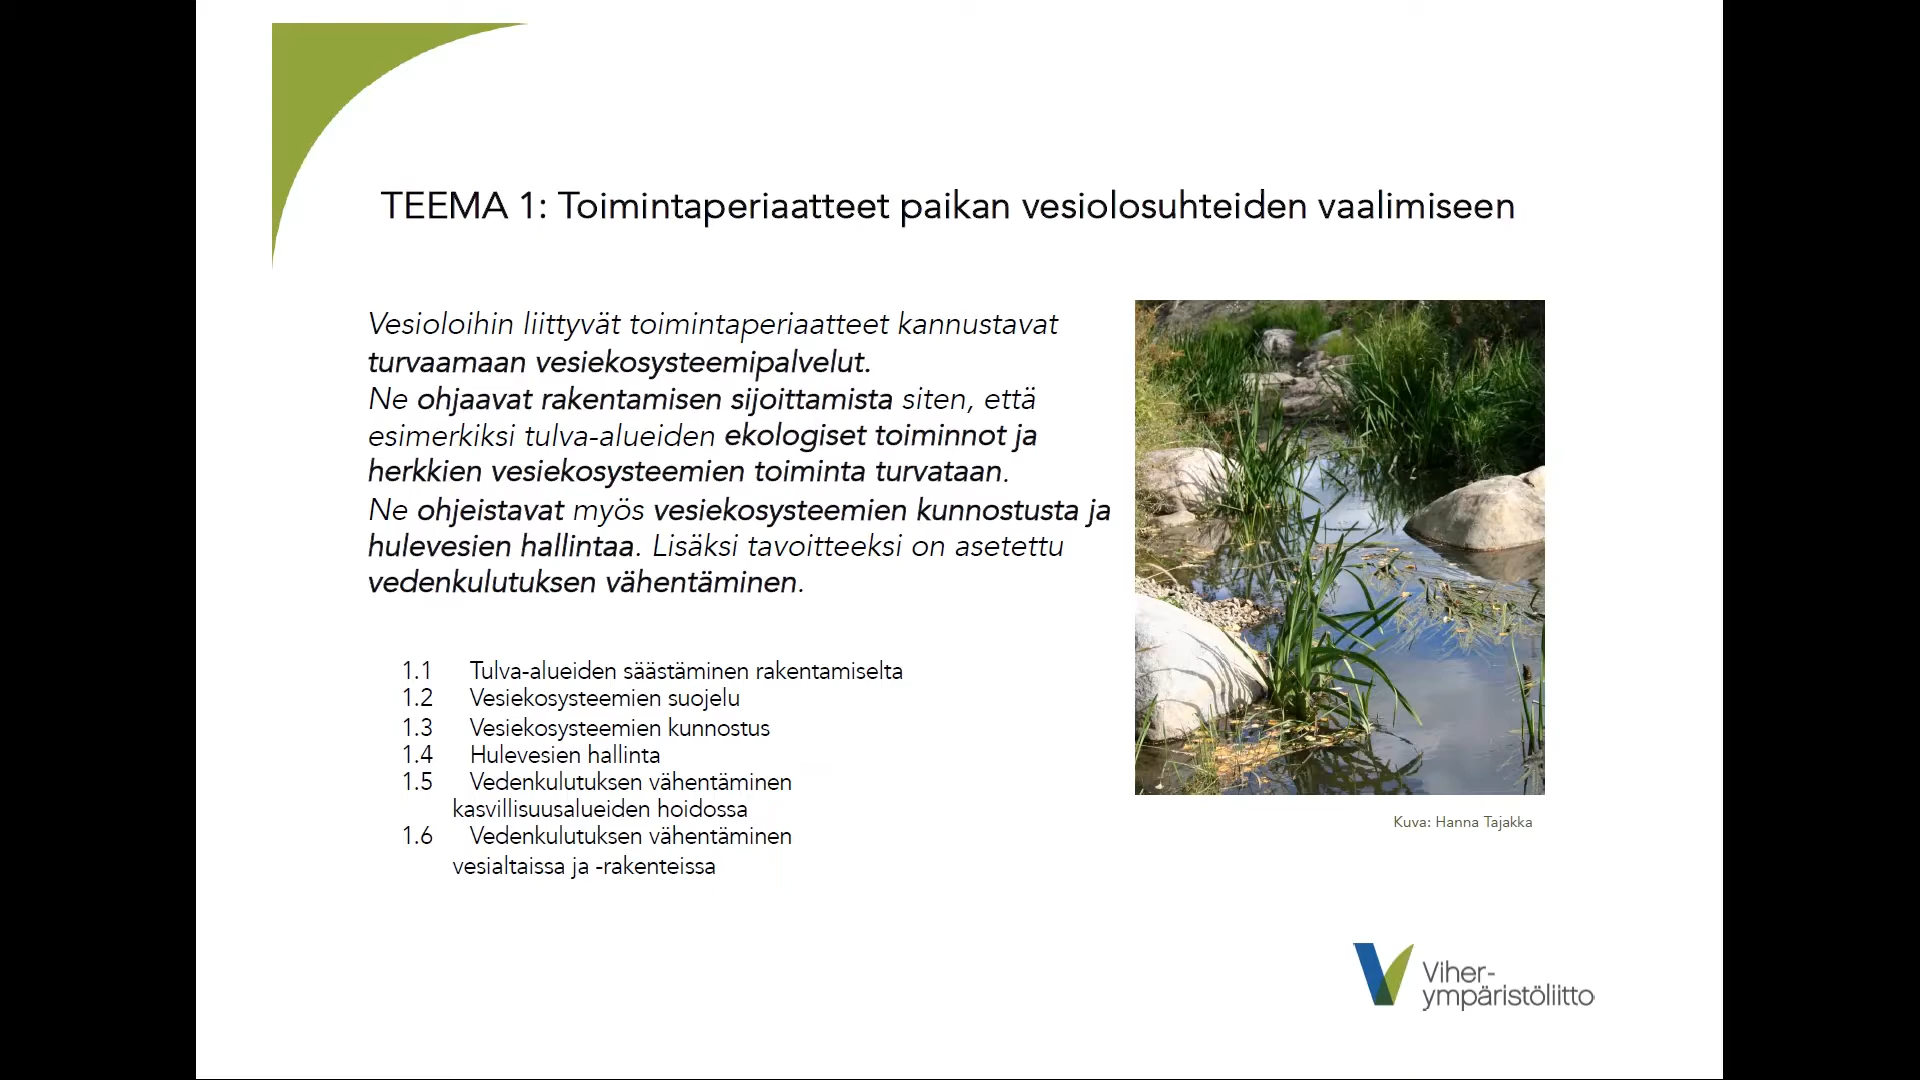 TEEMA 1: Toimintaperiaatteet paikan vesiolosuhteiden vaalimiseen
Vesioloihin liittyvät toimintaperiaatteet kannustavat
turvaamaan vesiekosysteemipalvelut.
Ne ohjaavat rakentamisen sijoittamista siten, että
esimerkiksi tulva-alueiden ekologiset toiminnot ja
herkkien vesiekosysteemien toiminta turvataan.
Ne ohjeistavat myös vesiekosysteemien kunnostusta ja
hulevesien hallintaa. Lisäksi tavoitteeksi on asetettu
vedenkulutuksen vähentäminen.
1.1 Tulva-alueiden säästäminen rakentamiselta
1.2 Vesiekosysteemien suojelu
1.3 Vesiekosysteemien kunnostus
1.4 Hulevesien hallinta
1.5 Vedenkulutuksen vähentäminen
kasvillisuusalueiden hoidossa
1.6 Vedenkulutuksen vähentäminen
vesialtaissa ja -rakenteissa
Kuva: Hanna Tajakka
Viher-
ympäristöliitto